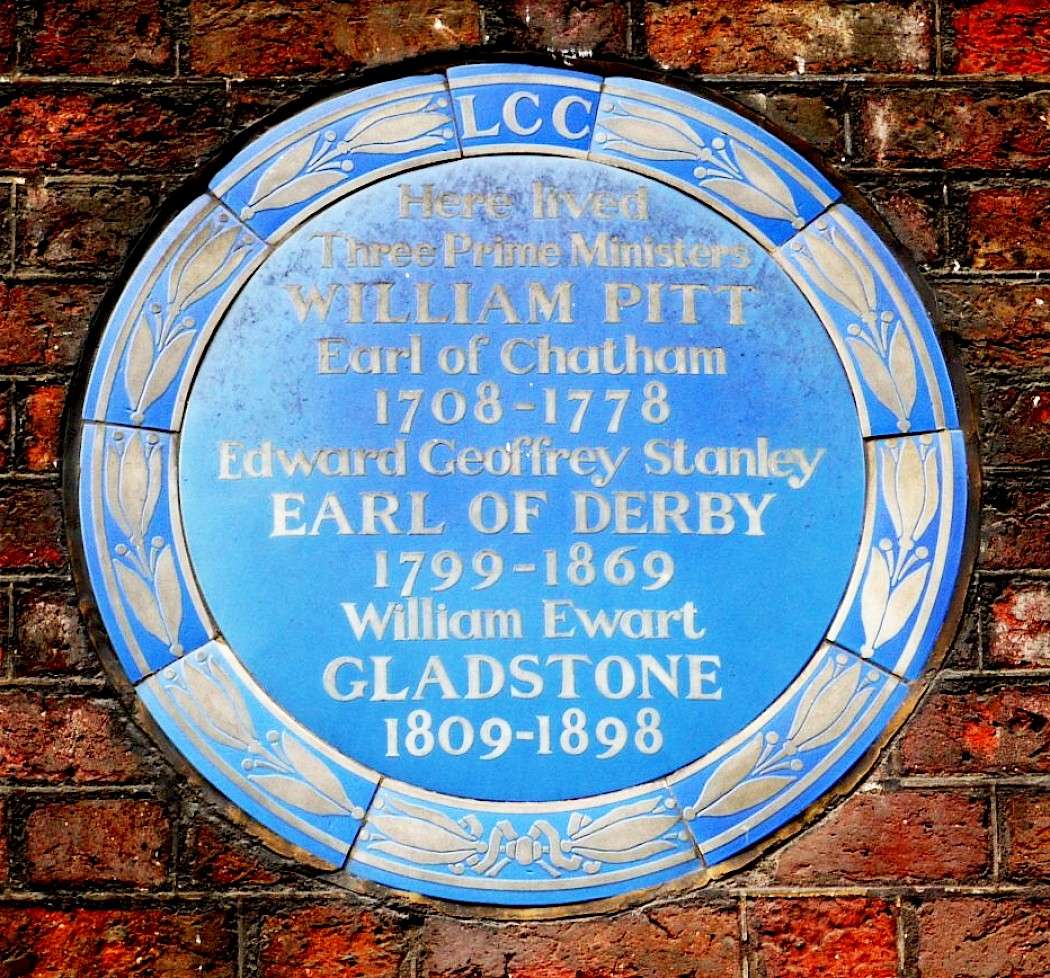 LCC
Here lived
Three Prime Ministers
WILLIAM PITT
Earl of Chatham
1708-1778
Edward Geoffrey Stanley
EARL OF DERBY
1799-1869
William Ewart
GLADSTONE
1809-1898